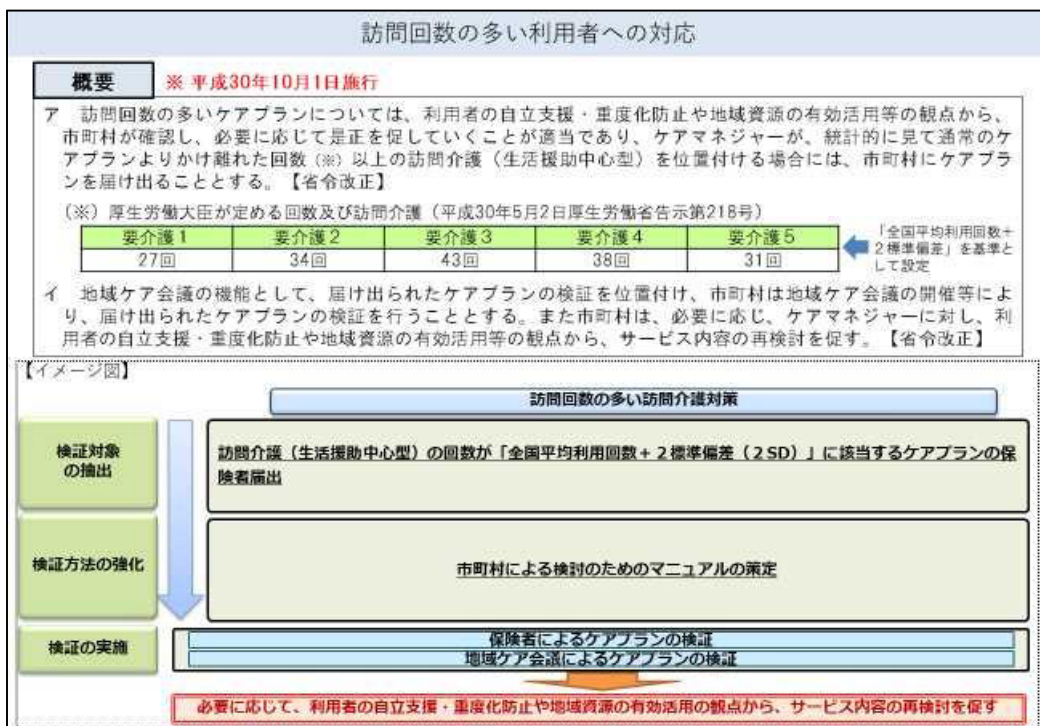 訪問回数の多い利用者への対応
概要
※ 平成30年10月1日施行
ア 訪問回数の多いケアプランについては、利用者の自立支援・重度化防止や地域資源の有効活用等の観点から、
市町村が確認し、必要に応じて是正を促していくことが適当であり、ケアマネジャーが、統計的に見て通常のケ
アプランよりかけ離れた回数（※）以上の訪問介護（生活援助中心型）を位置付ける場合には、市町村にケアプラ
ンを届け出ることとする。【省令改正】
（※）厚生労働大臣が定める回数及び訪問介護（平成30年5月2日厚生労働省告示第218号）
要介護1 要介護2 要介護3 要介護4 要介護5
27回 34回 43回 38回 31回
「全国平均利用回数＋
2標準偏差」を基準と
して設定
イ 地域ケア会議の機能として、届け出られたケアプランの検証を位置付け、市町村は地域ケア会議の開催等によ
り、届け出られたケアプランの検証を行うこととする。また市町村は、必要に応じ、ケアマネジャーに対し、利
用者の自立支援・重度化防止や地域資源の有効活用等の観点から、サービス内容の再検討を促す。【省令改正】
【イメージ図】
訪問回数の多い訪問介護対策
検証対象
の抽出
訪問介護（生活援助中心型）の回数が「全国平均利用回数＋２標準偏差（２SD）」に該当するケアプランの保
険者届出
検証方法の強化
市町村による検討のためのマニュアルの策定
検証の実施
保険者によるケアプランの検証
地域ケア会議によるケアプランの検証
必要に応じて、利用者の自立支援・重度化防止や地域資源の有効活用の観点から、サービス内容の再検討を促す